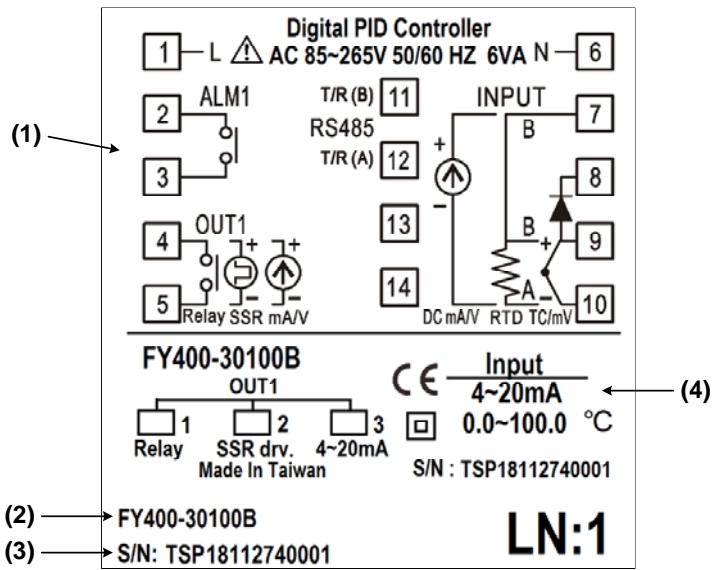 Digital PID Controller
1 L AC 85~265V 50/60 HZ 6VA N 6
2 ALM1 T/R (B) 11 INPUT 7
(1) RS485 + B
3 T/R (A) 12 8
−
4 OUT1 13 B + 9
+ +
5 14 A − 10
− −
Relay SSR mA/V DC mA/V RTD TC/mV
FY400-30100B
OUT1
1 2 3
Relay SSR drv. 4~20mA
Made In Taiwan
CE Input
4~20mA (4)
0.0~100.0 °C
S/N : TSP18112740001
(2) FY400-30100B
(3) S/N: TSP18112740001
LN:1